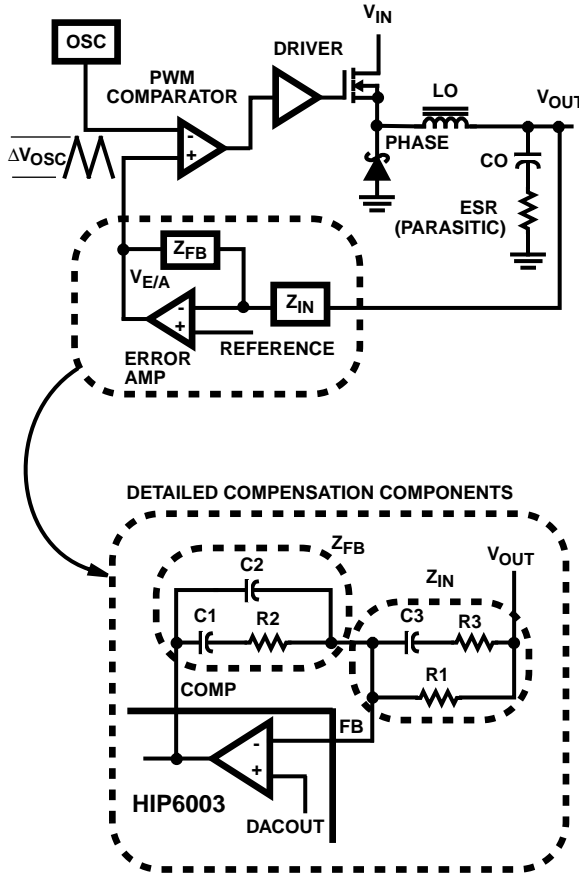 V_IN
OSC
DRIVER
PWM
COMPARATOR
LO
V_OUT
ΔV_OSC
-
+
PHASE
CO
ESR
(PARASITIC)
Z_FB
V_E/A
Z_IN
-
+
REFERENCE
ERROR
AMP
DETAILED COMPENSATION COMPONENTS
Z_FB
V_OUT
C2
Z_IN
C1
R2
C3
R3
COMP
R1
FB
-
+
HIP6003
DACOUT